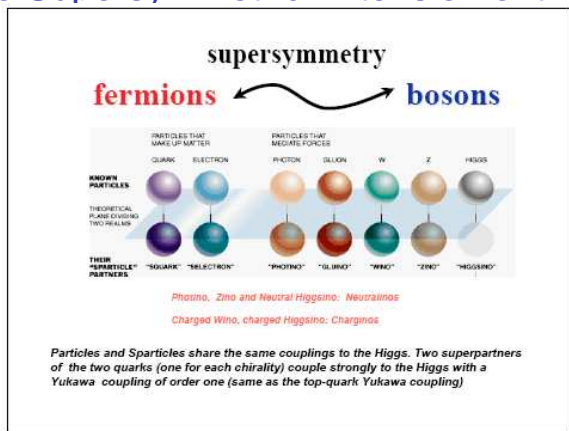 supersymmetry
fermions bosons
PARTICLES THAT MAKE UP MATTER
PARTICLES THAT MEDIATE FORCES
QUARK ELECTRON PHOTON GLUON W Z HIGGS
KNOWN PARTICLES
THEORETICAL PLANE DIVIDING TWO REALMS
THEIR "SPARTICLE" PARTNERS
"SQUARK" "SELECTRON" "PHOTINO" "GLUINO" "WINO" "ZINO" "HIGGSINO"
Photino, Zino and Neutral Higgsino: Neutralinos
Charged Wino, charged Higgsino: Charginos
Particles and Sparticles share the same couplings to the Higgs. Two superpartners
of the two quarks (one for each chirality) couple strongly to the Higgs with a
Yukawa coupling of order one (same as the top-quark Yukawa coupling)